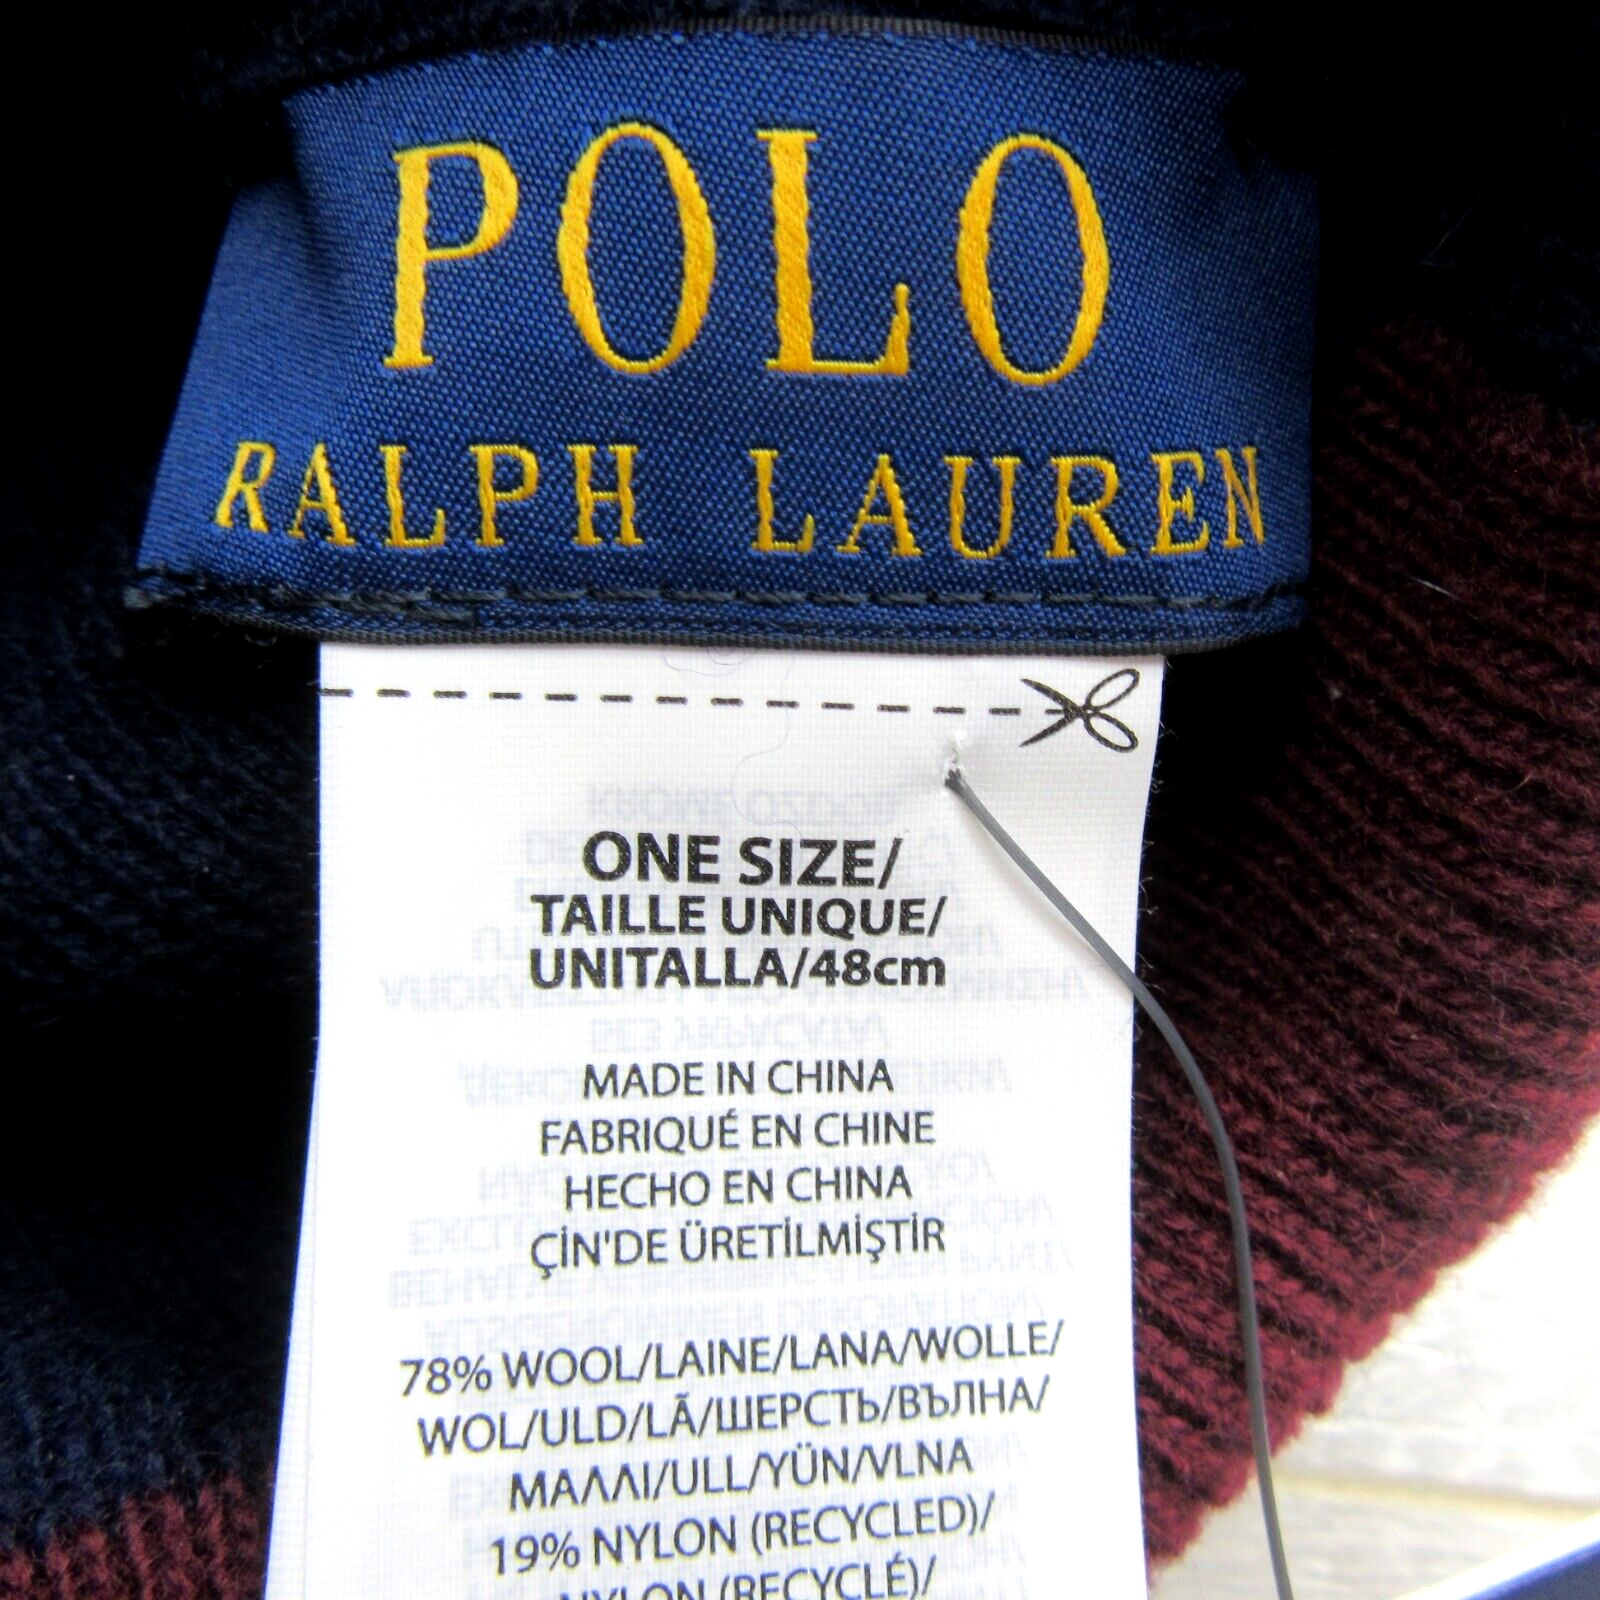 POLO
RALPH LAUREN
ONE SIZE/
TAILLE UNIQUE/
UNITALLA/48cm
MADE IN CHINA
FABRIQUÉ EN CHINE
HECHO EN CHINA
ÇİN'DE ÜRETİLMİŞTİR
78% WOOL/LAINE/LANA/WOLLE/
WOL/ULD/LÃ/ШЕРСТЬ/ВЪЛНА/
ΜΑΛΛΙ/ULL/YÜN/VLNA
19% NYLON (RECYCLED)/
NYLON (RECYCLÉ)/